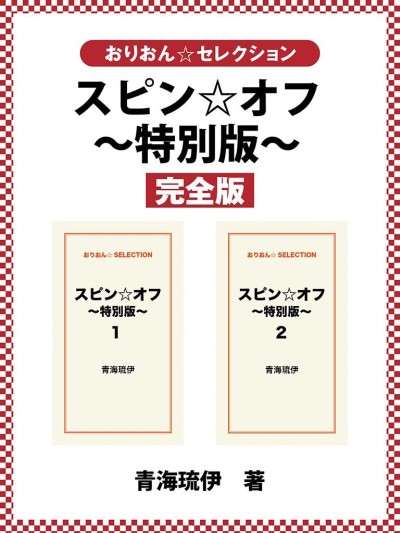 おりおん☆セレクション
スピン☆オフ
～特別版～
完全版
おりおん☆ SELECTION
スピン☆オフ
～特別版～
1
青海琉伊
おりおん☆ SELECTION
スピン☆オフ
～特別版～
2
青海琉伊
青海琉伊　著